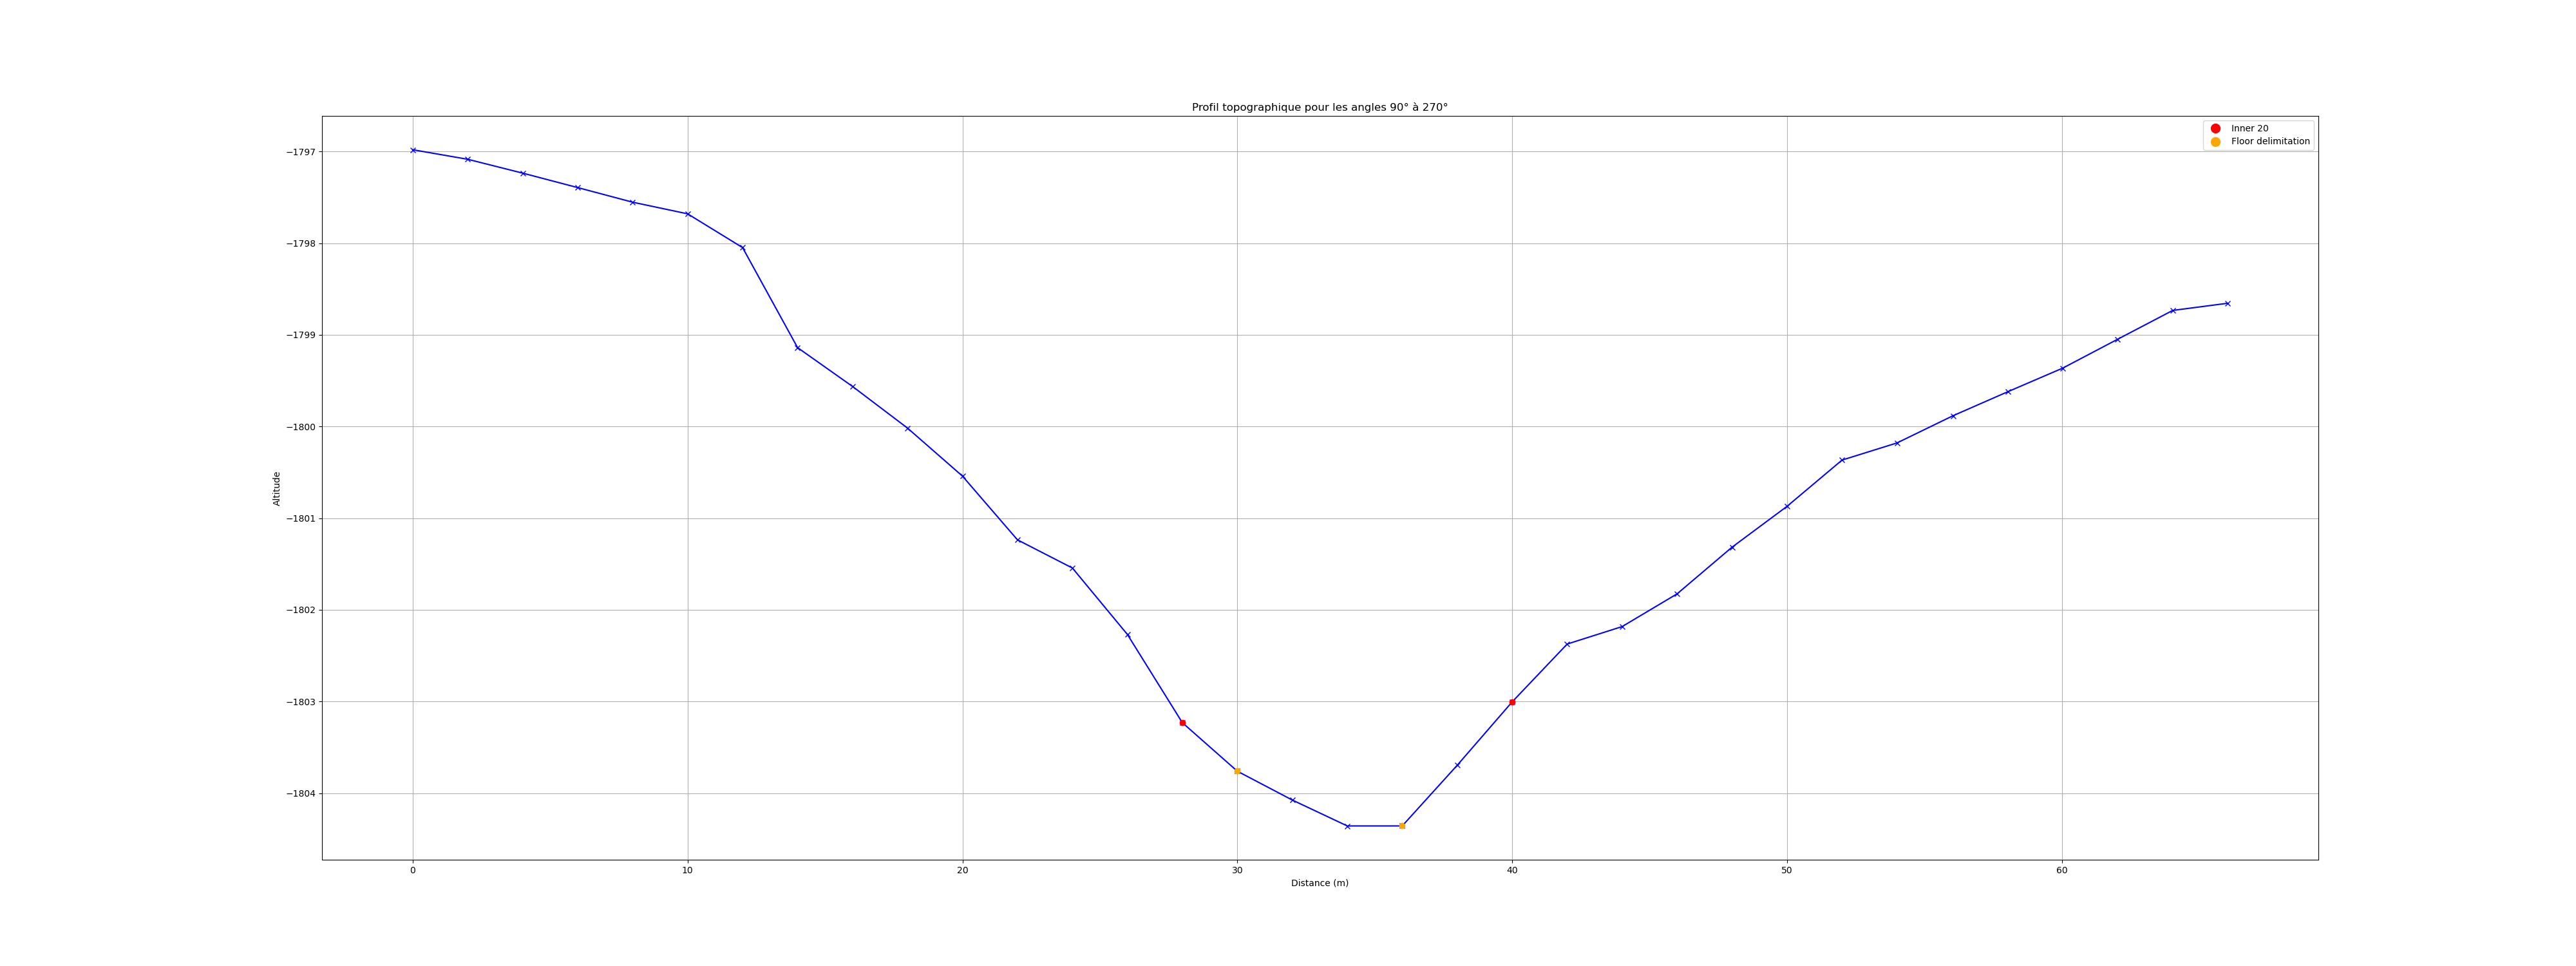 Profil topographique pour les angles 90° à 270°
Inner 20
Floor delimitation
−1797
−1798
−1799
−1800
−1801
−1802
−1803
−1804
Altitude
0 10 20 30 40 50 60
Distance (m)